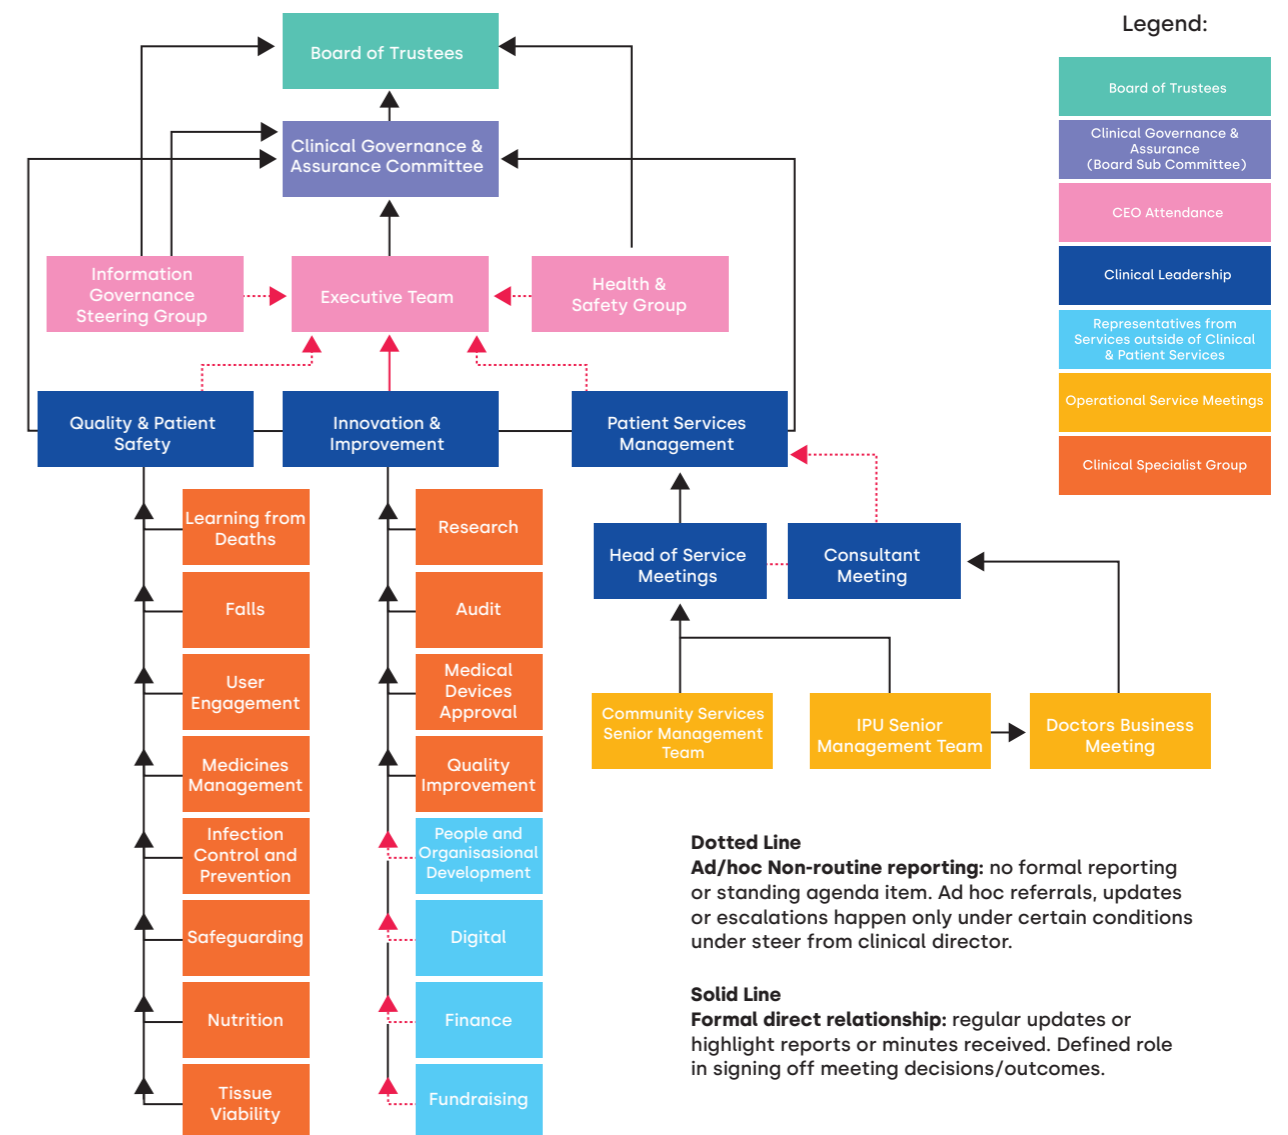 Legend:
Board of Trustees
Board of Trustees
Clinical Governance &
Assurance Committee
Clinical Governance &
Assurance
(Board Sub Committee)
CEO Attendance
Information
Governance
Steering Group
Executive Team
Health &
Safety Group
Clinical Leadership
Representatives from
Services outside of Clinical
& Patient Services
Operational Service Meetings
Clinical Specialist Group
Quality & Patient
Safety
Innovation &
Improvement
Patient Services
Management
Learning from
Deaths
Falls
User
Engagement
Medicines
Management
Infection
Control and
Prevention
Safeguarding
Nutrition
Tissue
Viability
Research
Audit
Medical
Devices
Approval
Quality
Improvement
People and
Organisasional
Development
Digital
Finance
Fundraising
Head of Service
Meetings
Consultant
Meeting
Community Services
Senior Management
Team
IPU Senior
Management Team
Doctors Business
Meeting
Dotted Line
Ad/hoc Non-routine reporting: no formal reporting
or standing agenda item. Ad hoc referrals, updates
or escalations happen only under certain conditions
under steer from clinical director.
Solid Line
Formal direct relationship: regular updates or
highlight reports or minutes received. Defined role
in signing off meeting decisions/outcomes.